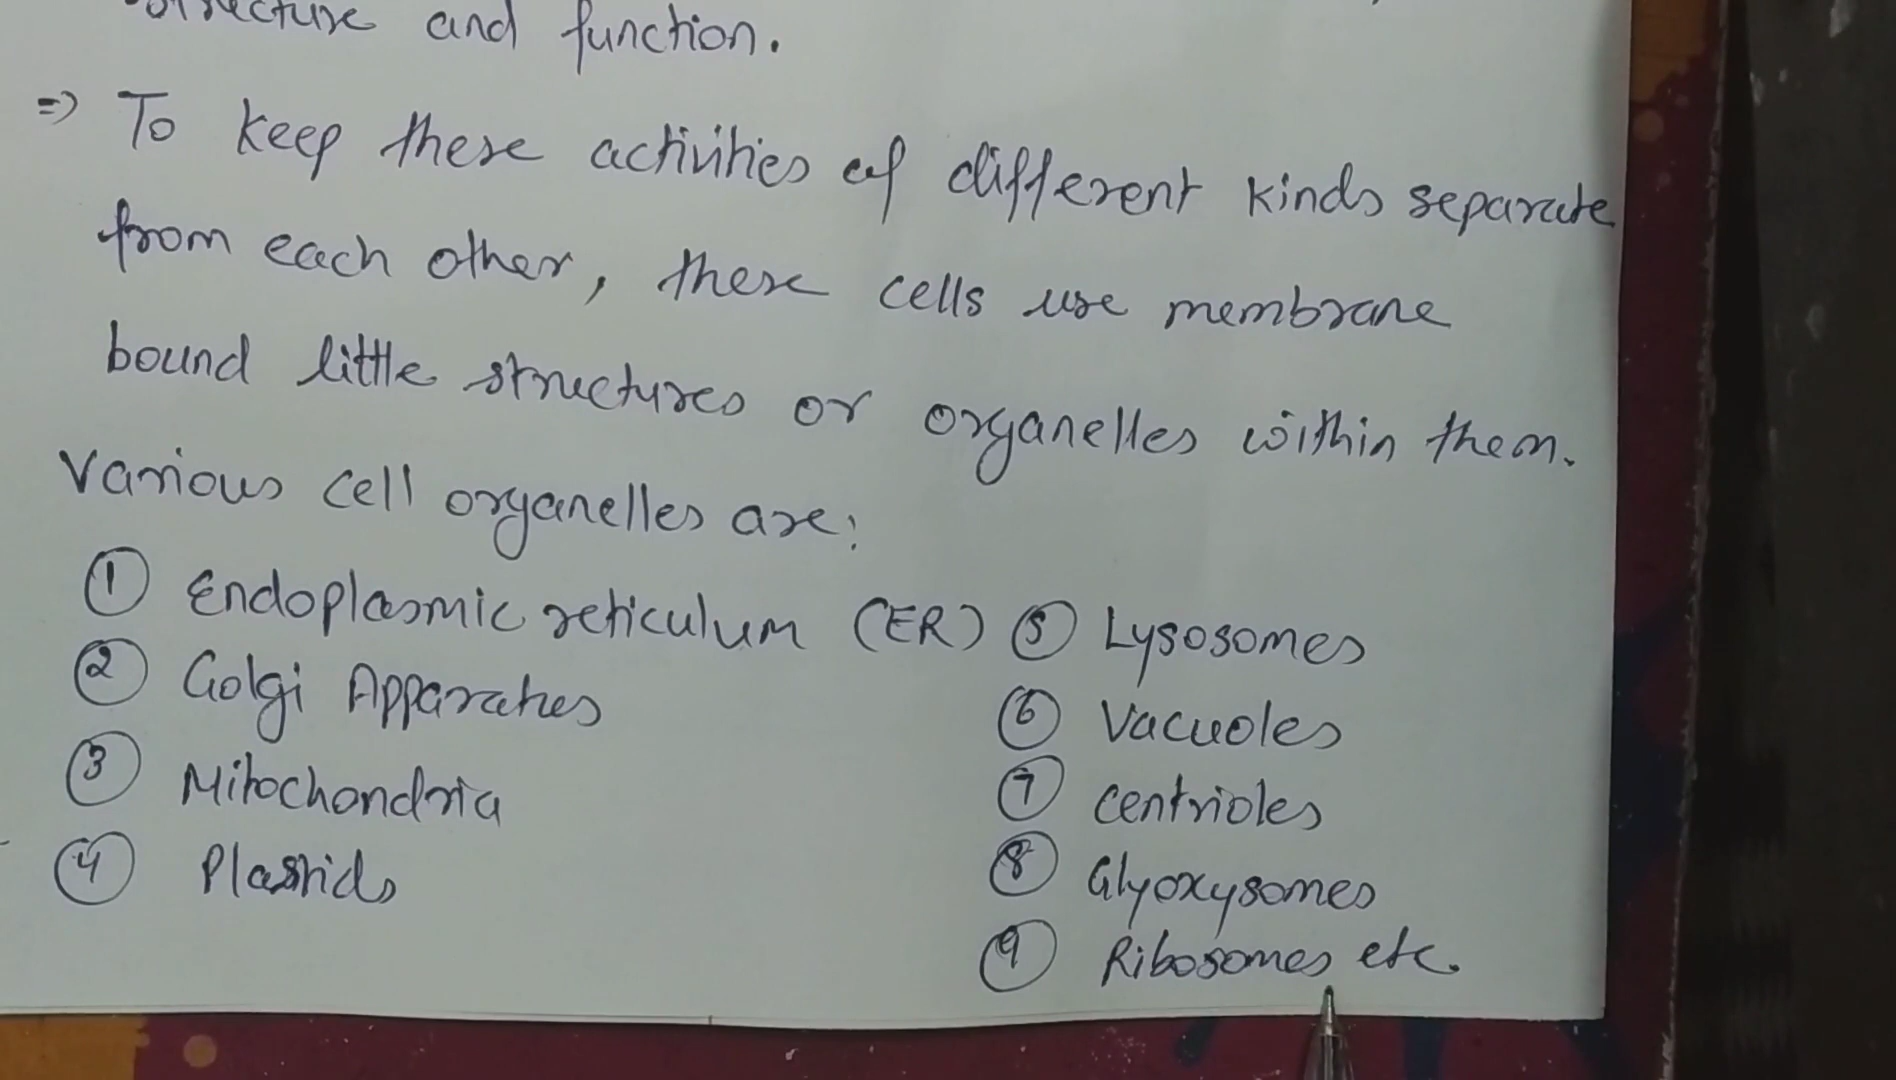 structure and function.
=> To keep these activities of different kinds separate
from each other, these cells use membrane
bound little structures or organelles within them.
Various cell organelles are:
① Endoplasmic reticulum (ER)
② Golgi Apparatus
③ Mitochondria
④ Plastids
⑤ Lysosomes
⑥ Vacuoles
⑦ Centrioles
⑧ Glyoxysomes
⑨ Ribosomes etc.